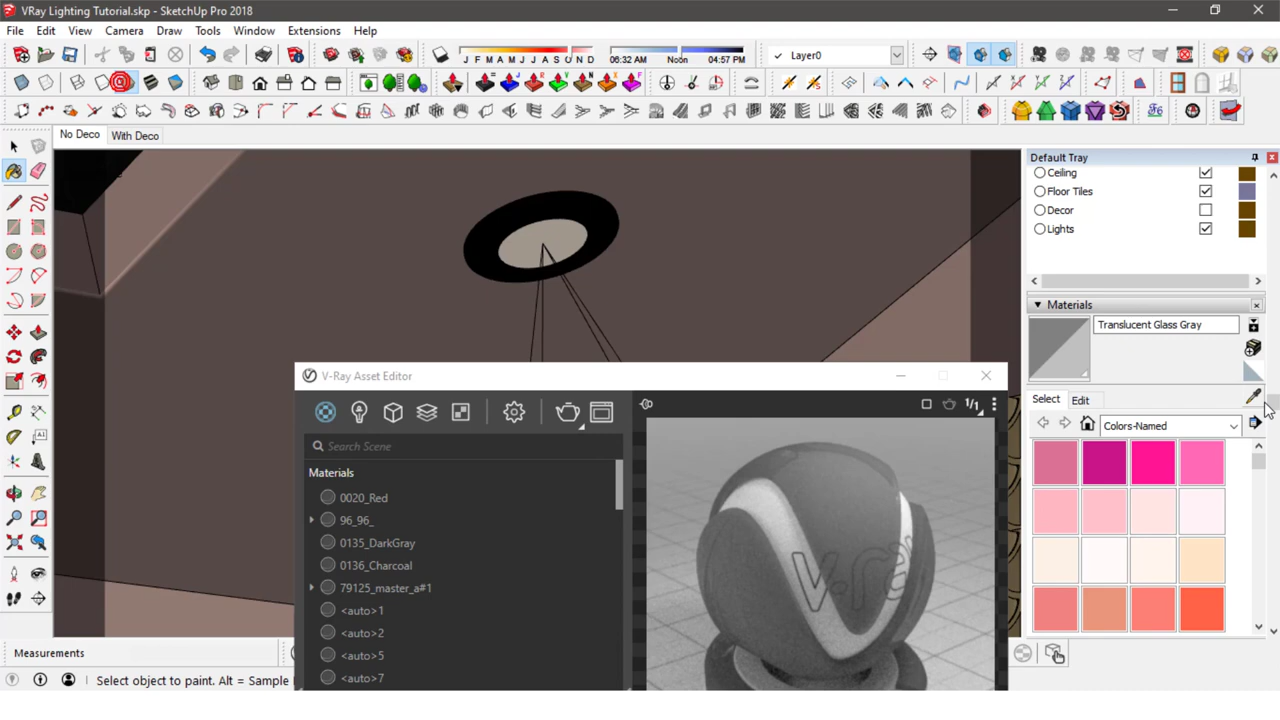 VRay Lighting Tutorial.skp - SketchUp Pro 2018
File Edit View Camera Draw Tools Window Extensions Help
J F M A M J J A S O N D
06:32 AM Noon 04:57 PM
Layer0
No Deco
With Deco
Default Tray
Ceiling
Floor Tiles
Decor
Lights
Materials
Translucent Glass Gray
Select Edit
Colors-Named
V-Ray Asset Editor
1/1
Search Scene
Materials
0020_Red
96_96_
0135_DarkGray
0136_Charcoal
79125_master_a#1
<auto>1
<auto>2
<auto>5
<auto>7
v.ra
Measurements
Select object to paint. Alt = Sample